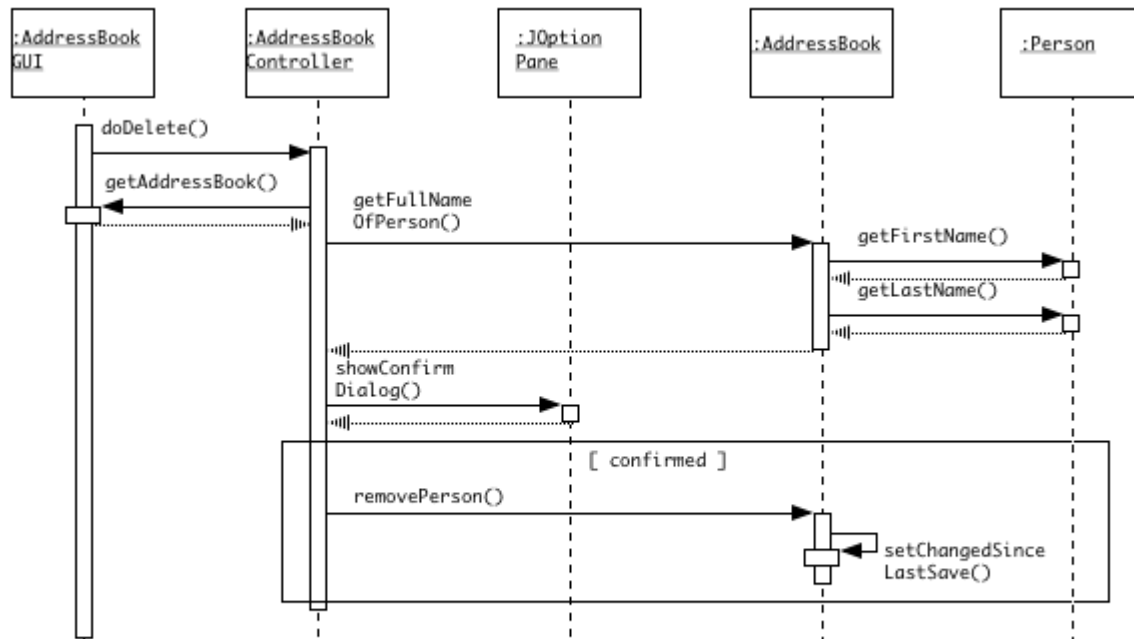 :AddressBook
GUI
:AddressBook
Controller
:JOption
Pane
:AddressBook
:Person
doDelete()
getAddressBook()
getFullName
OfPerson()
getFirstName()
getLastName()
showConfirm
Dialog()
[ confirmed ]
removePerson()
setChangedSince
LastSave()